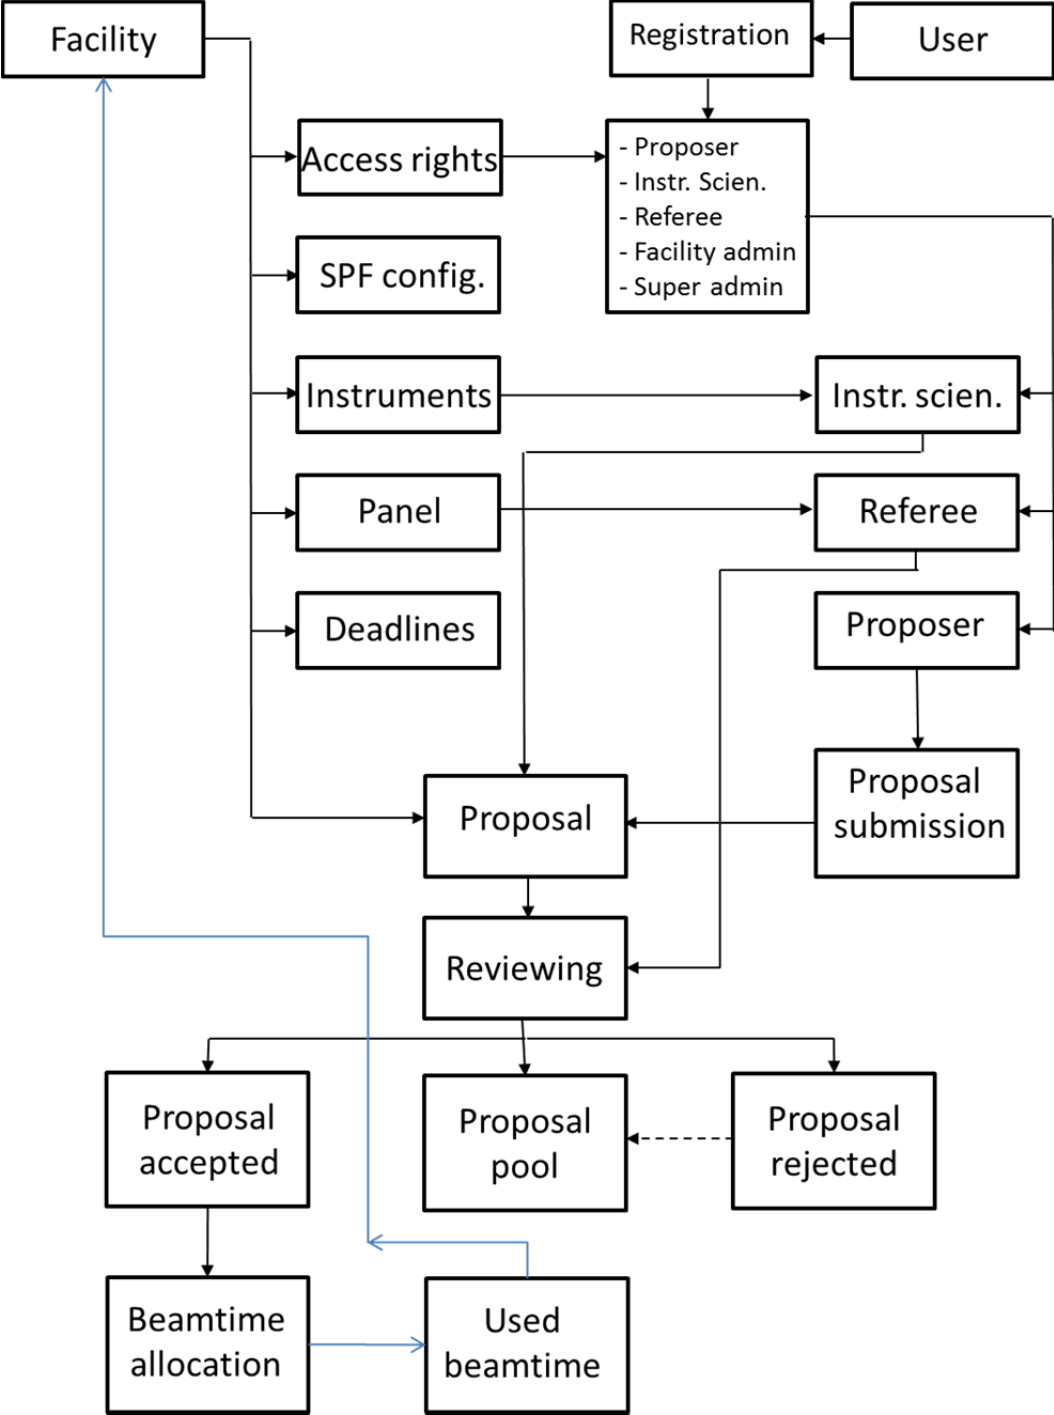 Facility
Registration
User
Access rights
- Proposer
- Instr. Scien.
- Referee
- Facility admin
- Super admin
SPF config.
Instruments
Instr. scien.
Panel
Referee
Deadlines
Proposer
Proposal
Proposal
submission
Reviewing
Proposal
accepted
Proposal
pool
Proposal
rejected
Beamtime
allocation
Used
beamtime